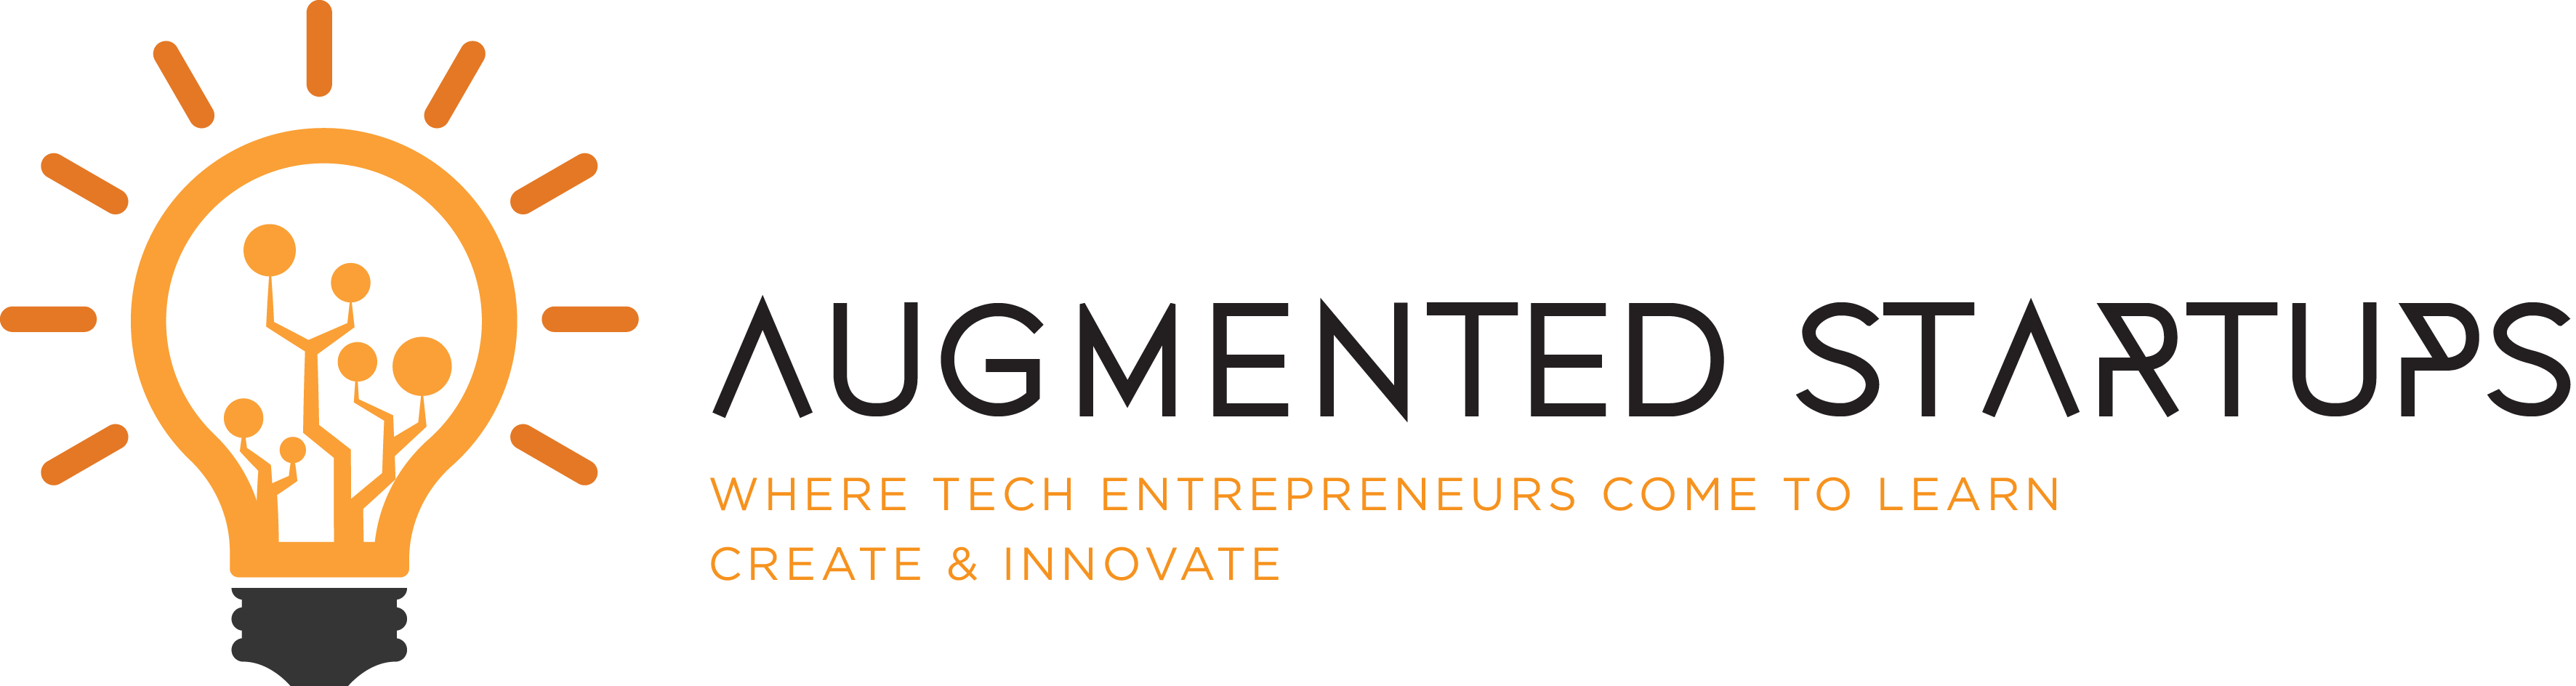 AUGMENTED STARTUPS
WHERE TECH ENTREPRENEURS COME TO LEARN
CREATE & INNOVATE